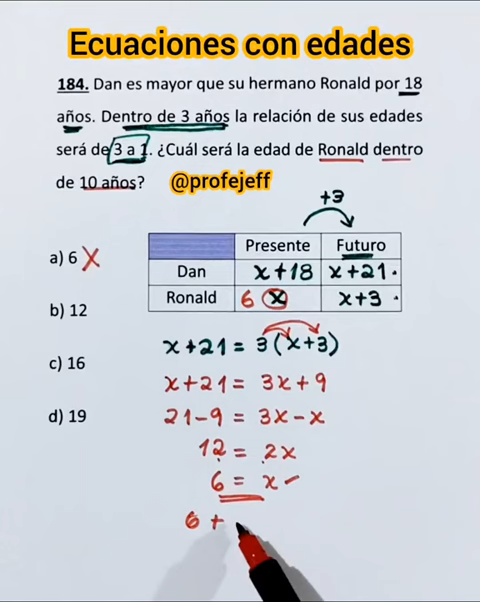 Ecuaciones con edades
184. Dan es mayor que su hermano Ronald por 18
años. Dentro de 3 años la relación de sus edades
será de 3 a 1. ¿Cuál será la edad de Ronald dentro
de 10 años? @profejeff
+3
Presente Futuro
a) 6 X
Dan x+18 x+21.
Ronald 6 x x+3.
b) 12
x+21 = 3(x+3)
c) 16
x+21 = 3x+9
d) 19
21-9 = 3x-x
12 = 2x
6 = x
6 +